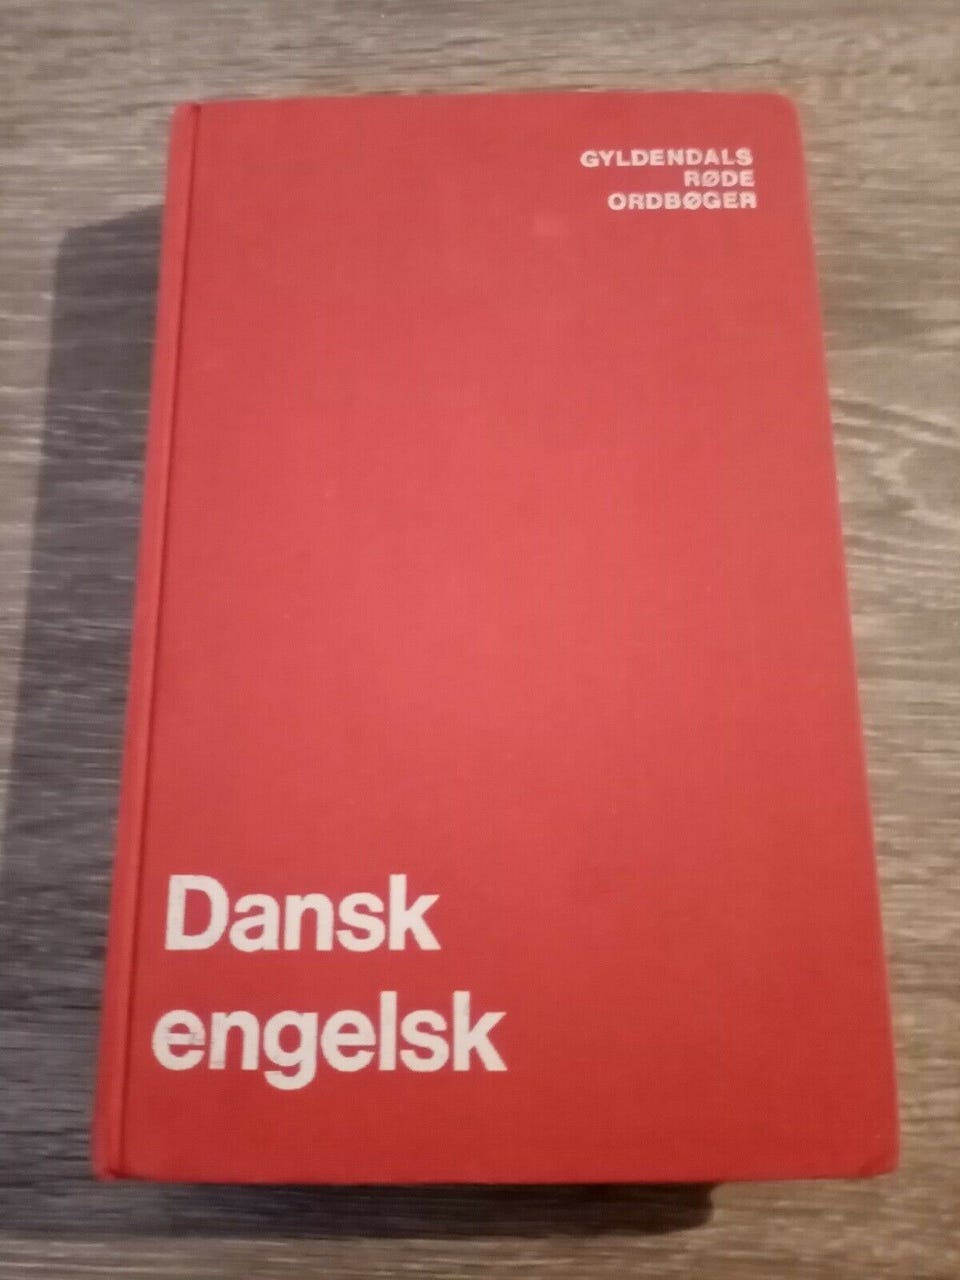 GYLDENDALS
RØDE
ORDBØGER
Dansk
engelsk